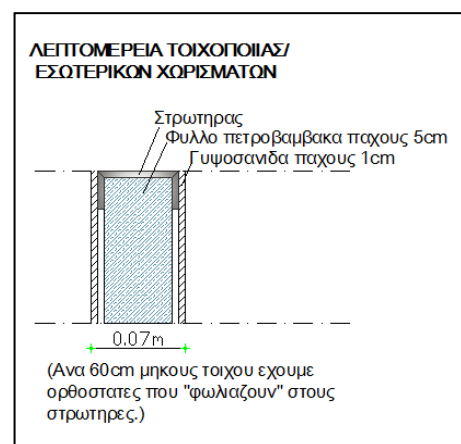 ΛΕΠΤΟΜΕΡΕΙΑ ΤΟΙΧΟΠΟΙΙΑΣ/
ΕΣΩΤΕΡΙΚΩΝ ΧΩΡΙΣΜΑΤΩΝ
Στρωτηρας
Φυλλο πετροβαμβακα παχους 5cm
Γυψοσανιδα παχους 1cm
0.07m
(Ανα 60cm μηκους τοιχου εχουμε
ορθοστατες που "φωλιαζουν" στους
στρωτηρες.)